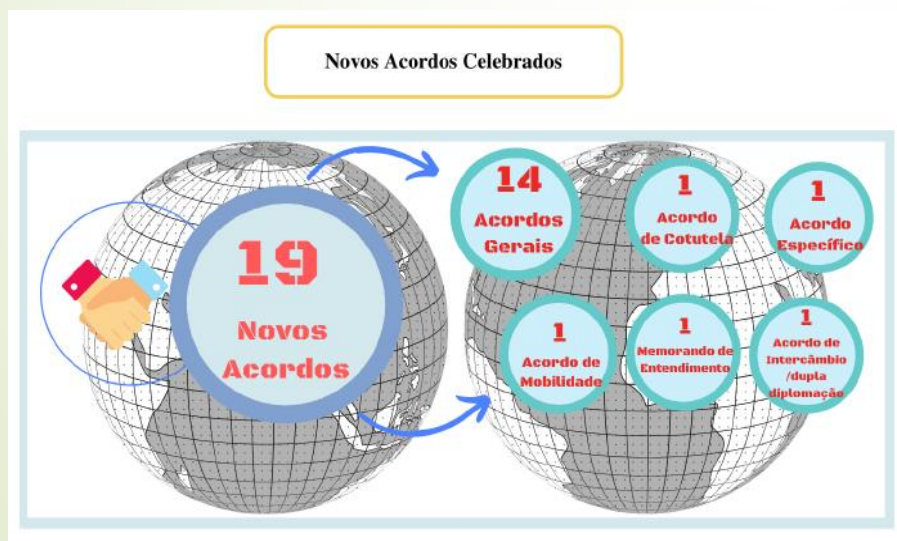 Novos Acordos Celebrados
19
Novos
Acordos
14
Acordos
Gerais
1
Acordo
de Cotutela
1
Acordo
Específico
1
Acordo de
Mobilidade
1
Memorando de
Entendimento
1
Acordo de
Intercâmbio
/dupla
diplomação